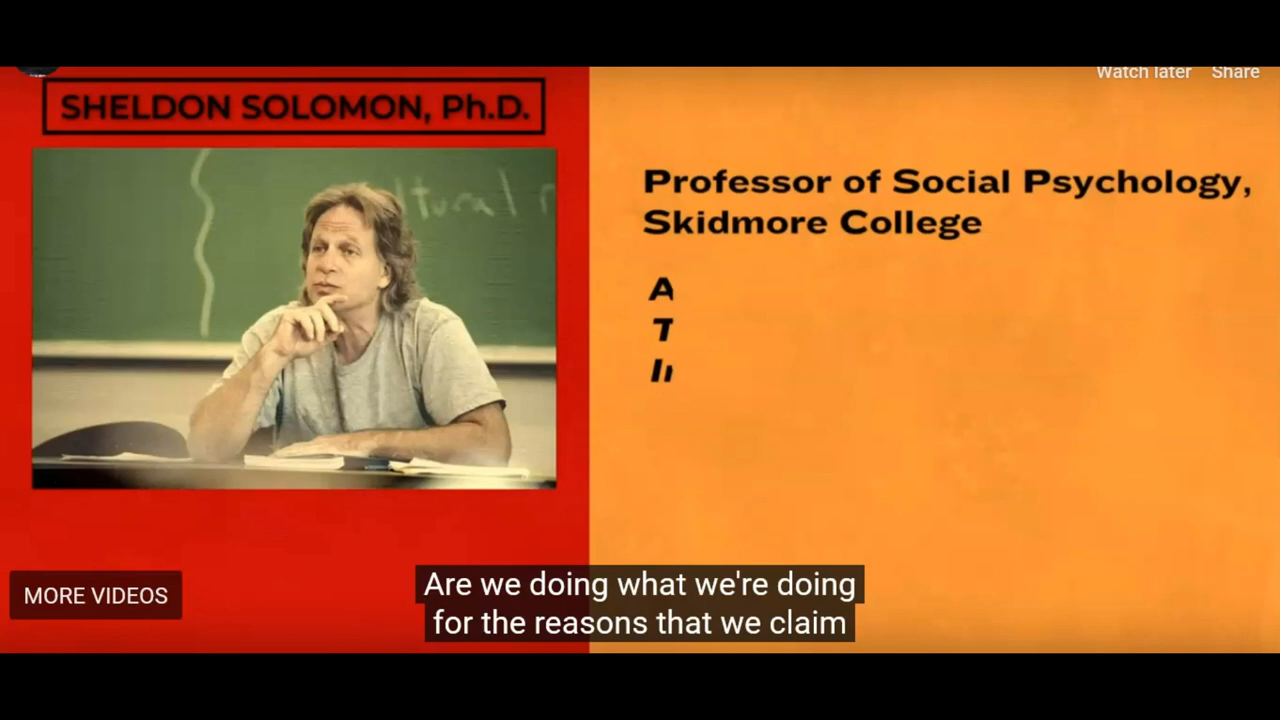 Watch later Share
SHELDON SOLOMON, Ph.D.
ltural
Professor of Social Psychology,
Skidmore College
A
T
MORE VIDEOS
Are we doing what we're doing
for the reasons that we claim